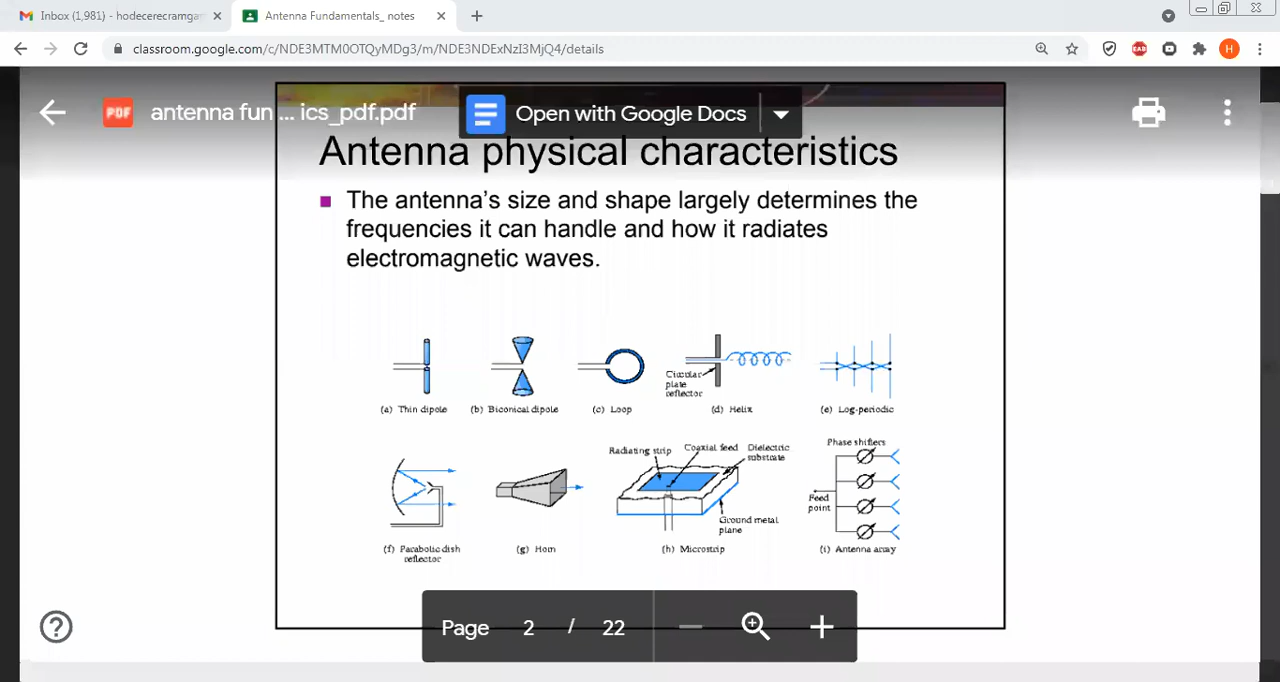 Inbox (1,981) - hodecerecramgam
Antenna Fundamentals_ notes
classroom.google.com/c/NDE3MTM0OTQyMDg3/m/NDE3NDExNzI3MjQ4/details
PDF
antenna fun ... ics_pdf.pdf
Open with Google Docs
Antenna physical characteristics
The antenna's size and shape largely determines the
frequencies it can handle and how it radiates
electromagnetic waves.
Circular
plate
reflector
(a) Thin dipole
(b) Biconical dipole
(c) Loop
(d) Helix
(e) Log-periodic
Radiating strip
Coaxial feed
Dielectric
substrate
Phase shifters
Feed
point
Ground metal
plane
(f) Parabolic dish
reflector
(g) Horn
(h) Microstrip
(i) Antenna array
Page 2 / 22